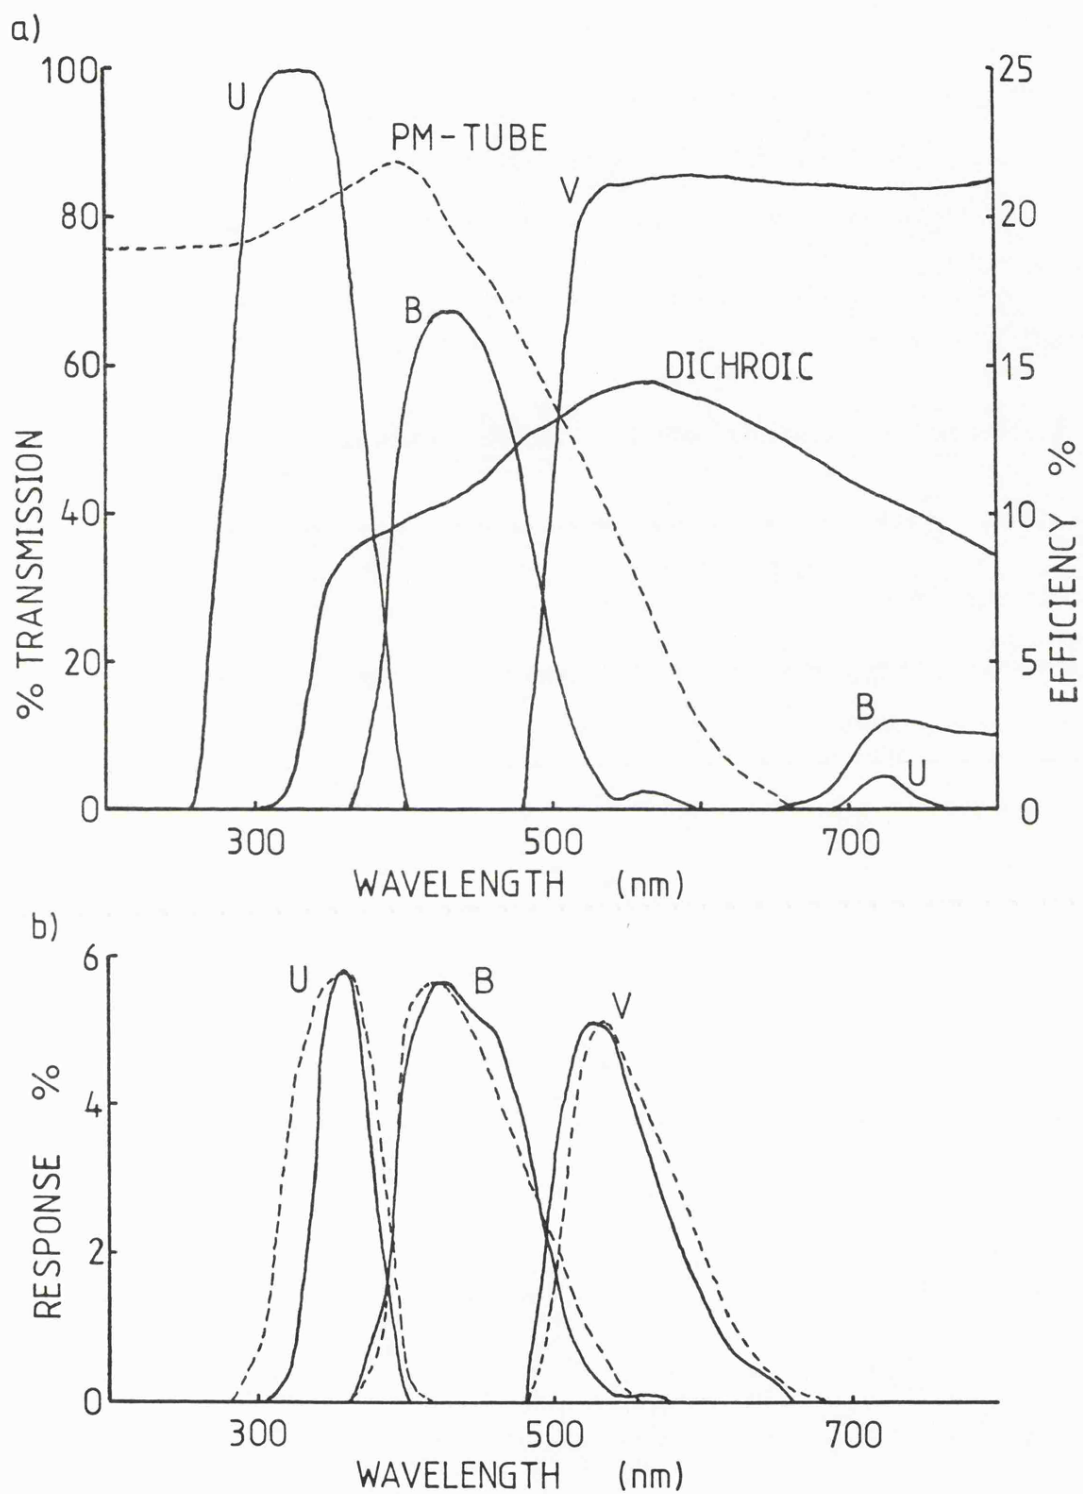 a)
100
80
60
40
20
0
% TRANSMISSION
25
20
15
10
5
0
EFFICIENCY %
U
PM-TUBE
V
B
DICHROIC
B
U
300
500
700
WAVELENGTH (nm)
b)
6
4
2
0
RESPONSE %
U
B
V
300
500
700
WAVELENGTH (nm)